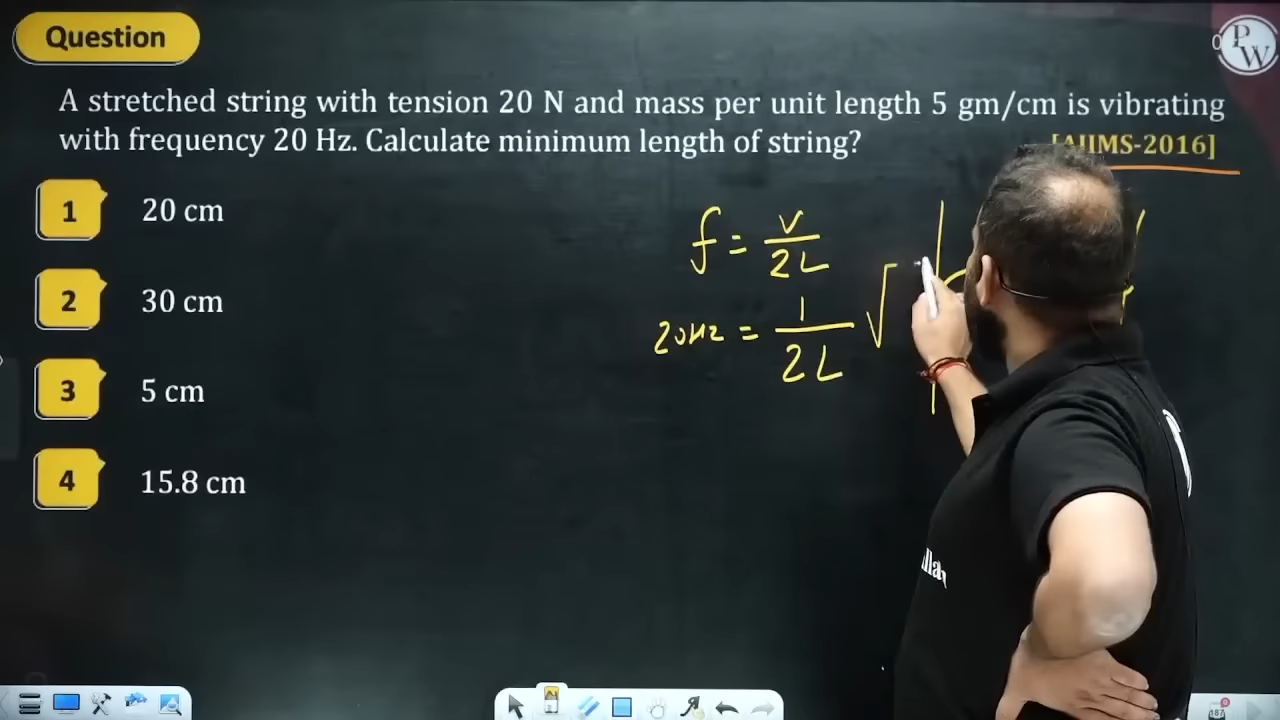 Question
PW
A stretched string with tension 20 N and mass per unit length 5 gm/cm is vibrating
with frequency 20 Hz. Calculate minimum length of string?
[AIIMS-2016]
1 20 cm
2 30 cm
3 5 cm
4 15.8 cm
f = v/2L
20Hz = 1/2L √
187